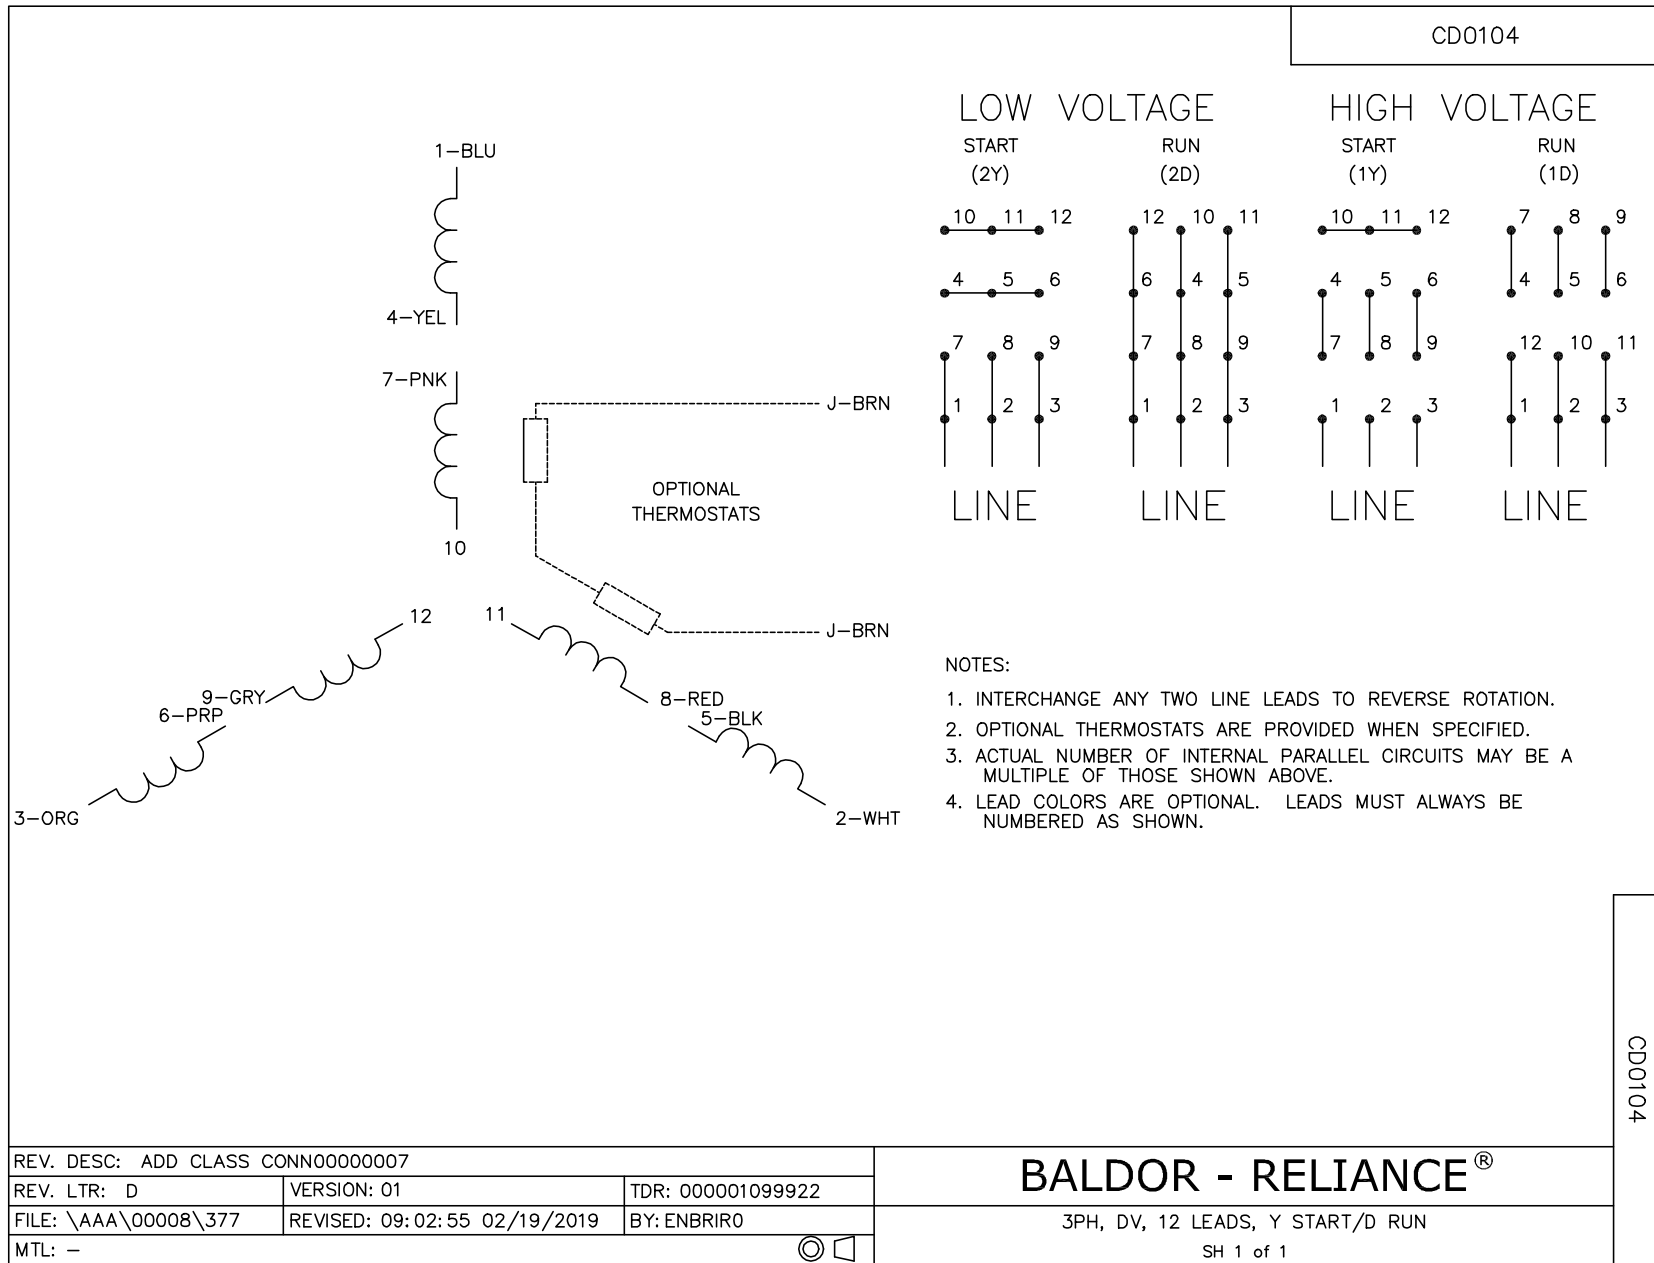 CD0104
LOW VOLTAGE
HIGH VOLTAGE
START
RUN
START
RUN
(2Y)
(2D)
(1Y)
(1D)
10 11 12
12 10 11
10 11 12
7 8 9
4 5 6
6 4 5
4 5 6
4 5 6
7 8 9
7 8 9
7 8 9
12 10 11
1 2 3
1 2 3
1 2 3
1 2 3
LINE
LINE
LINE
LINE
1-BLU
4-YEL
7-PNK
10
J-BRN
OPTIONAL
THERMOSTATS
J-BRN
12
11
9-GRY
6-PRP
3-ORG
8-RED
5-BLK
2-WHT
NOTES:
1. INTERCHANGE ANY TWO LINE LEADS TO REVERSE ROTATION.
2. OPTIONAL THERMOSTATS ARE PROVIDED WHEN SPECIFIED.
3. ACTUAL NUMBER OF INTERNAL PARALLEL CIRCUITS MAY BE A
MULTIPLE OF THOSE SHOWN ABOVE.
4. LEAD COLORS ARE OPTIONAL. LEADS MUST ALWAYS BE
NUMBERED AS SHOWN.
CD0104
REV. DESC: ADD CLASS CONN00000007
REV. LTR: D
VERSION: 01
TDR: 000001099922
FILE: \AAA\00008\377
REVISED: 09:02:55 02/19/2019
BY: ENBRIR0
MTL: -
BALDOR - RELIANCE®
3PH, DV, 12 LEADS, Y START/D RUN
SH 1 of 1